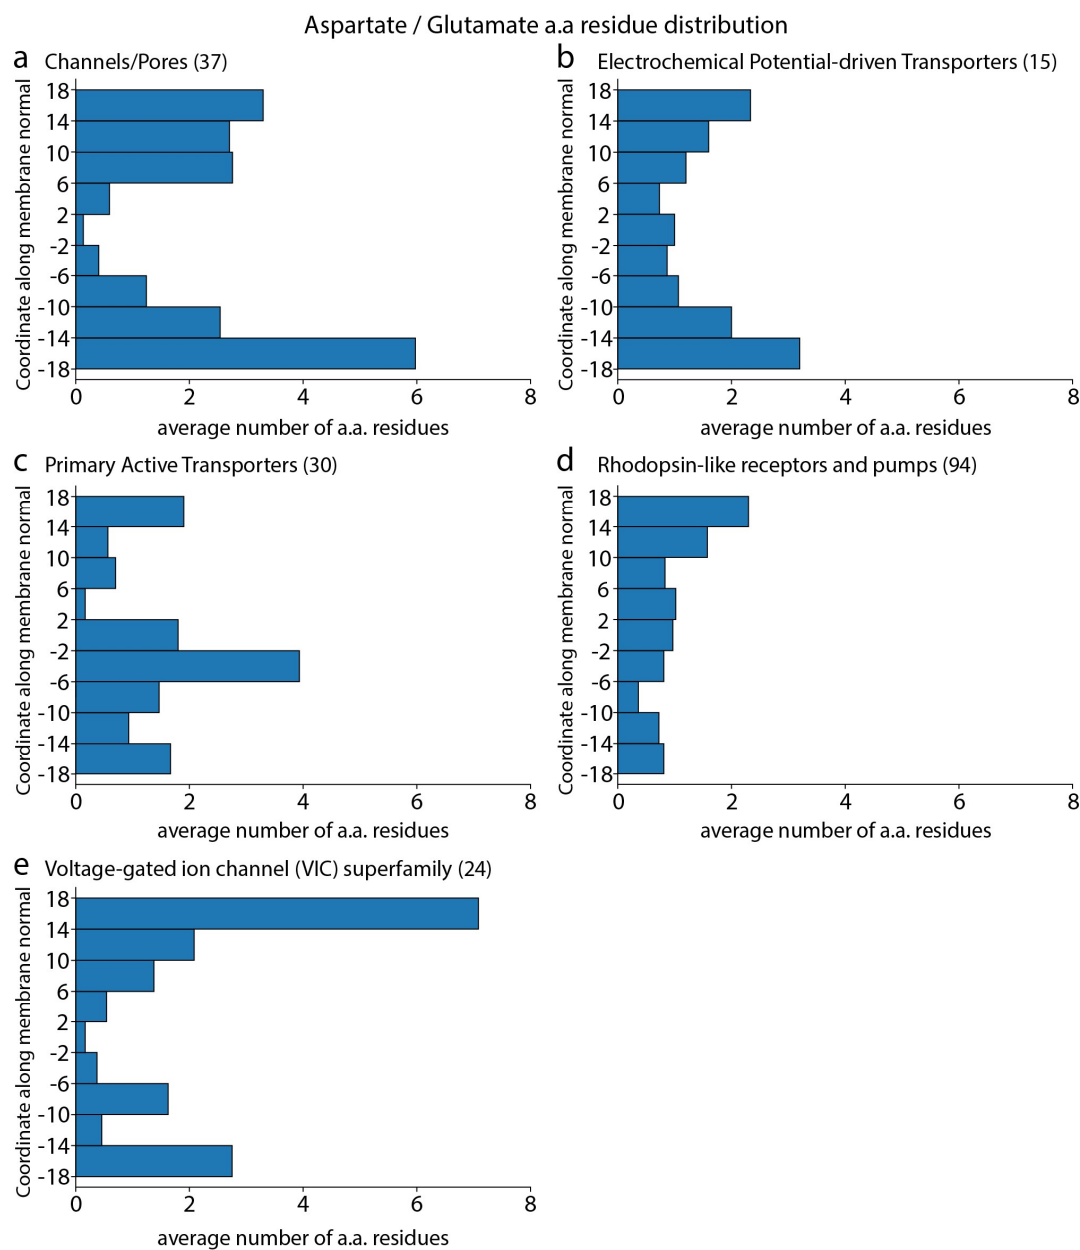 Aspartate / Glutamate a.a residue distribution
a Channels/Pores (37)
Coordinate along membrane normal
18
14
10
6
2
-2
-6
-10
-14
-18
0 2 4 6 8
average number of a.a. residues
b Electrochemical Potential-driven Transporters (15)
Coordinate along membrane normal
18
14
10
6
2
-2
-6
-10
-14
-18
0 2 4 6 8
average number of a.a. residues
c Primary Active Transporters (30)
Coordinate along membrane normal
18
14
10
6
2
-2
-6
-10
-14
-18
0 2 4 6 8
average number of a.a. residues
d Rhodopsin-like receptors and pumps (94)
Coordinate along membrane normal
18
14
10
6
2
-2
-6
-10
-14
-18
0 2 4 6 8
average number of a.a. residues
e Voltage-gated ion channel (VIC) superfamily (24)
Coordinate along membrane normal
18
14
10
6
2
-2
-6
-10
-14
-18
0 2 4 6 8
average number of a.a. residues